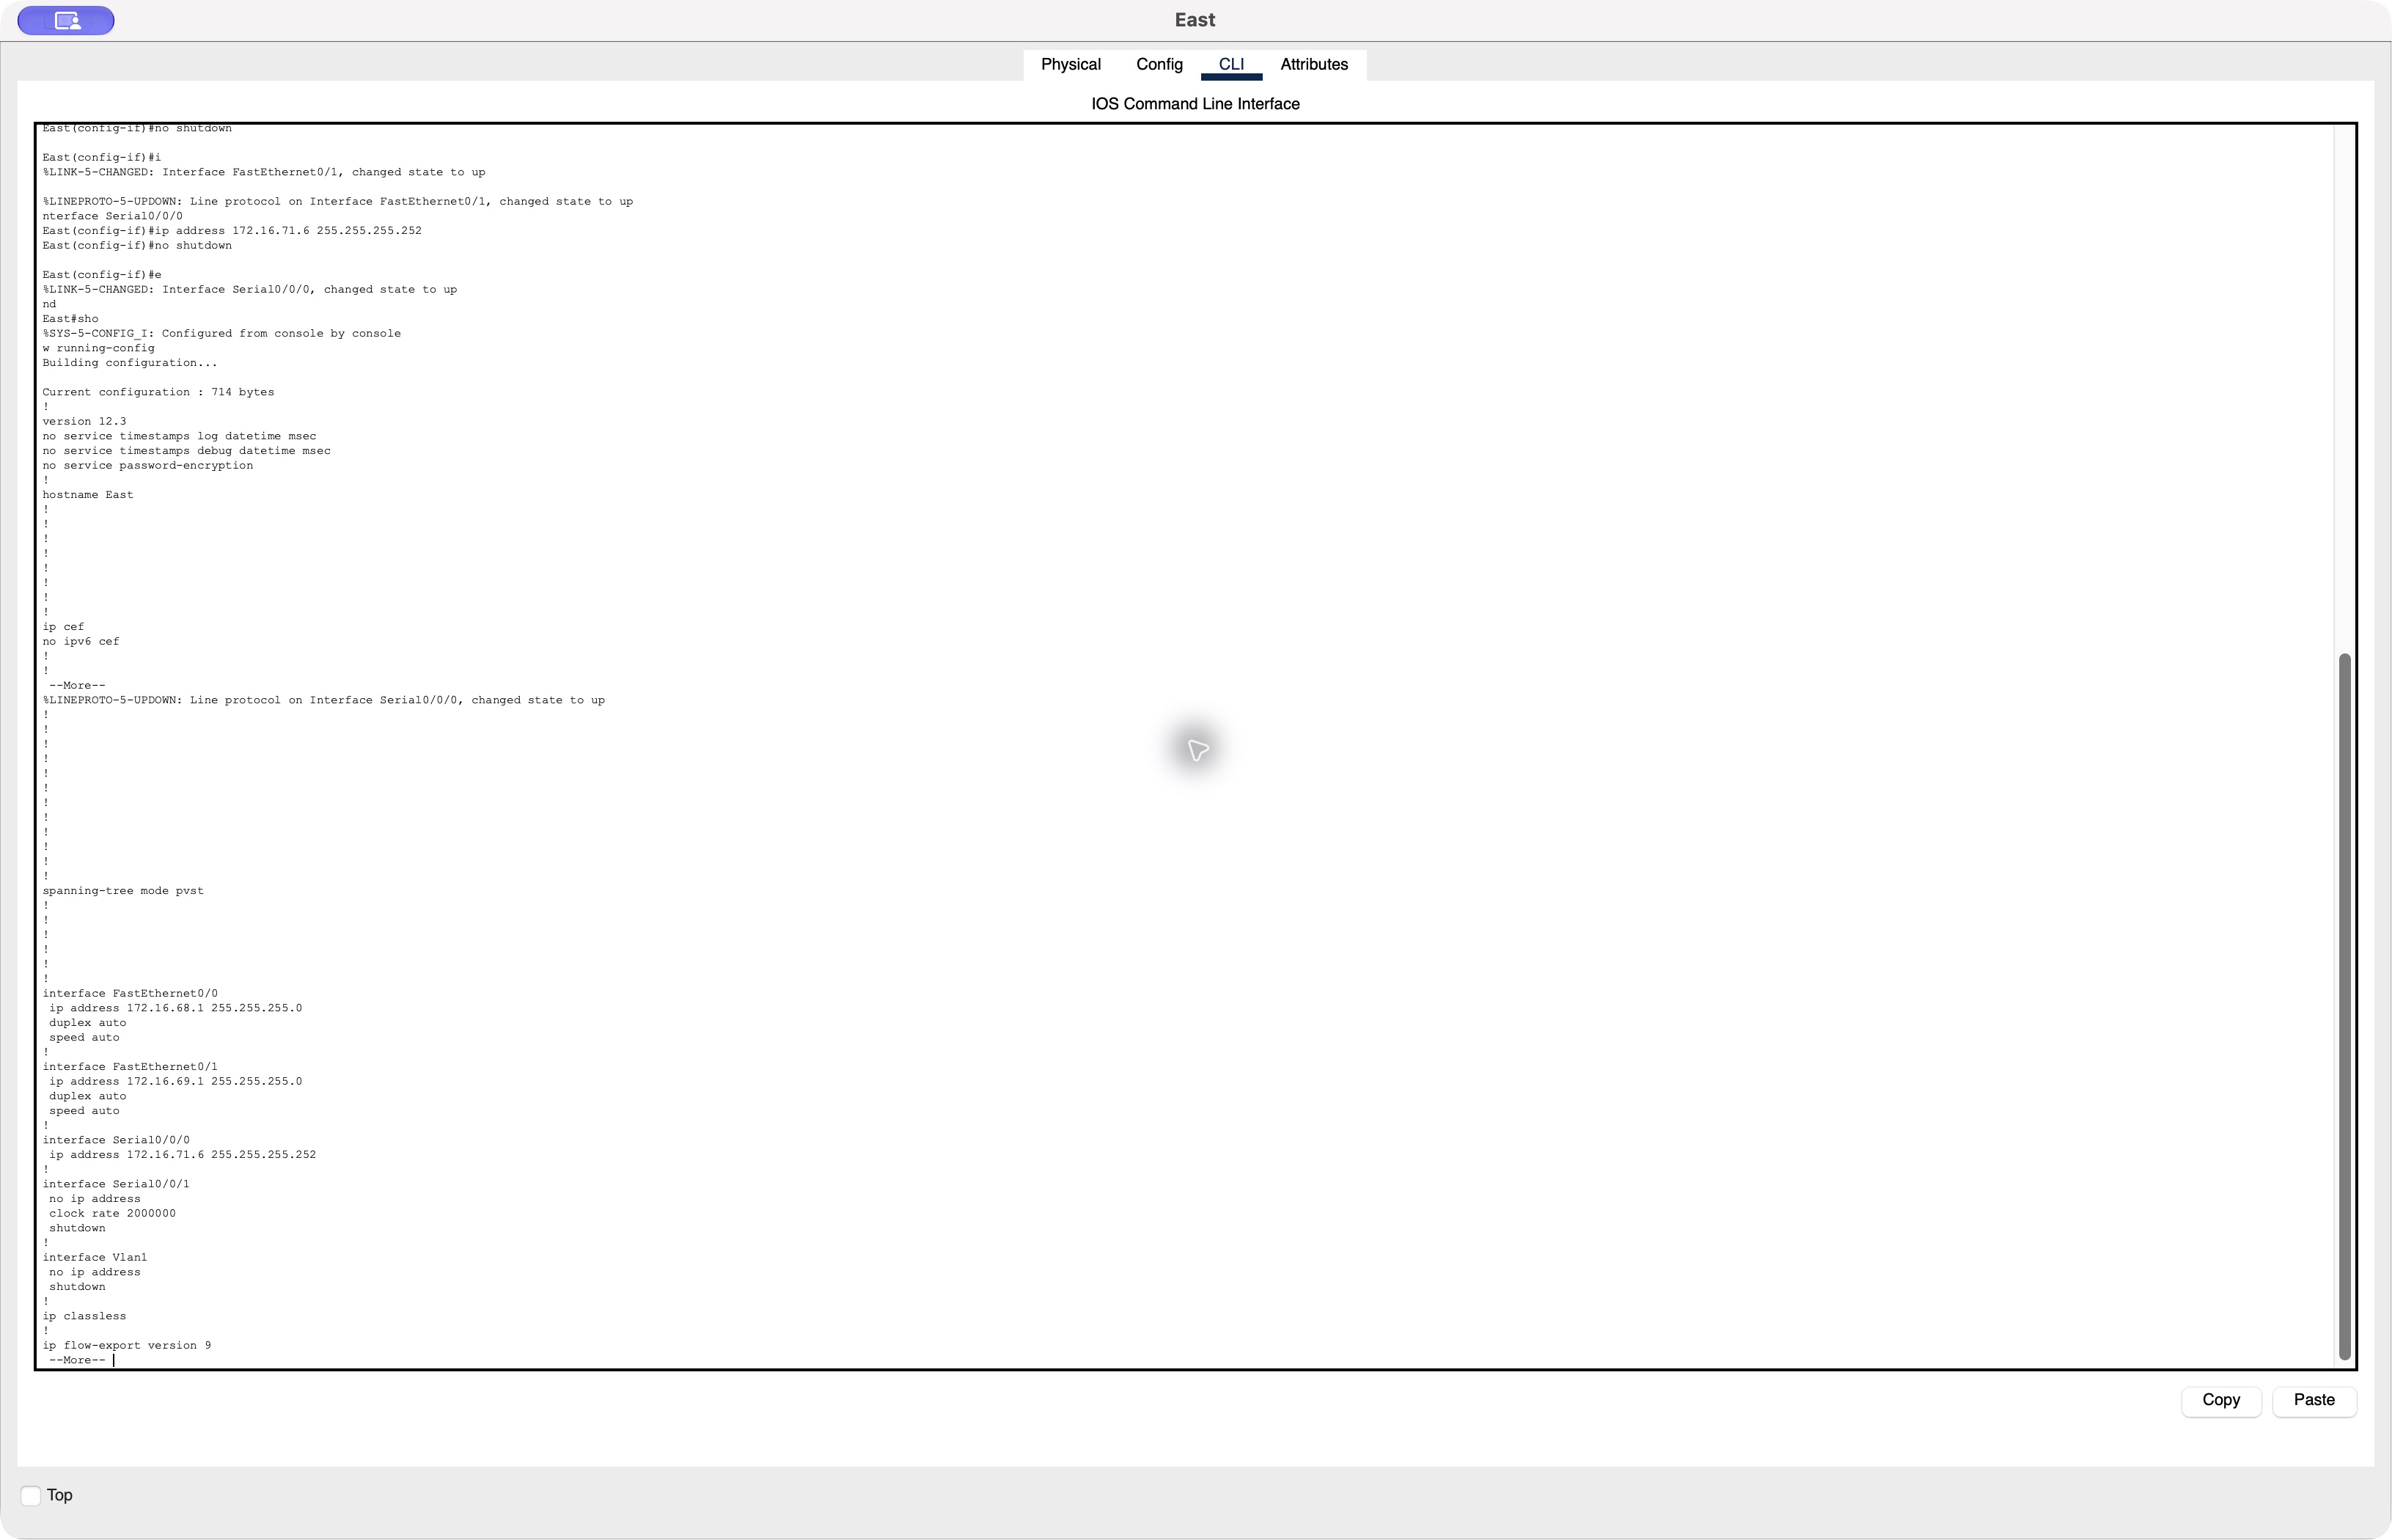 East
Physical Config CLI Attributes
IOS Command Line Interface
East(config-if)#no shutdown
East(config-if)#i
%LINK-5-CHANGED: Interface FastEthernet0/1, changed state to up
%LINEPROTO-5-UPDOWN: Line protocol on Interface FastEthernet0/1, changed state to up
nterface Serial0/0/0
East(config-if)#ip address 172.16.71.6 255.255.255.252
East(config-if)#no shutdown
East(config-if)#e
%LINK-5-CHANGED: Interface Serial0/0/0, changed state to up
nd
East#sho
%SYS-5-CONFIG_I: Configured from console by console
w running-config
Building configuration...
Current configuration : 714 bytes
!
version 12.3
no service timestamps log datetime msec
no service timestamps debug datetime msec
no service password-encryption
!
hostname East
!
!
!
!
!
!
!
!
ip cef
no ipv6 cef
!
!
--More--
%LINEPROTO-5-UPDOWN: Line protocol on Interface Serial0/0/0, changed state to up
!
!
!
!
!
!
!
!
!
!
!
!
spanning-tree mode pvst
!
!
!
!
!
!
interface FastEthernet0/0
ip address 172.16.68.1 255.255.255.0
duplex auto
speed auto
!
interface FastEthernet0/1
ip address 172.16.69.1 255.255.255.0
duplex auto
speed auto
!
interface Serial0/0/0
ip address 172.16.71.6 255.255.255.252
!
interface Serial0/0/1
no ip address
clock rate 2000000
shutdown
!
interface Vlan1
no ip address
shutdown
!
ip classless
!
ip flow-export version 9
--More--
Copy Paste
Top